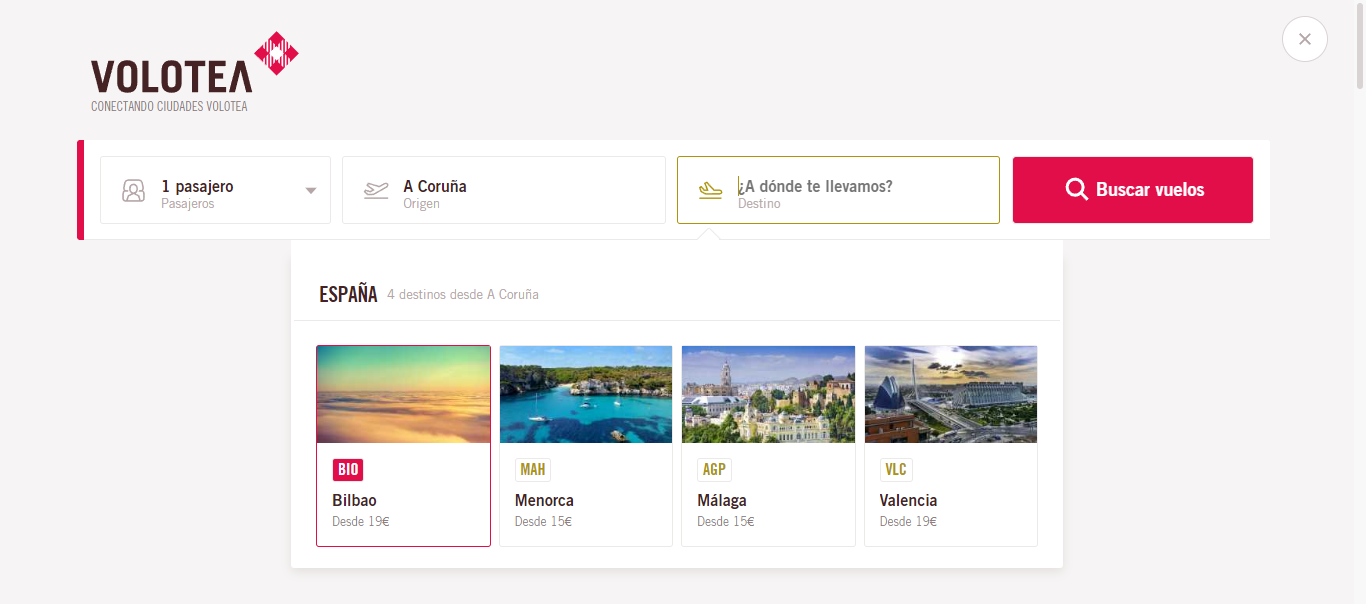 VOLOTEA
CONECTANDO CIUDADES VOLOTEA
1 pasajero
Pasajeros
A Coruña
Origen
¿A dónde te llevamos?
Destino
Buscar vuelos
ESPAÑA 4 destinos desde A Coruña
BIO
Bilbao
Desde 19€
MAH
Menorca
Desde 15€
AGP
Málaga
Desde 15€
VLC
Valencia
Desde 19€